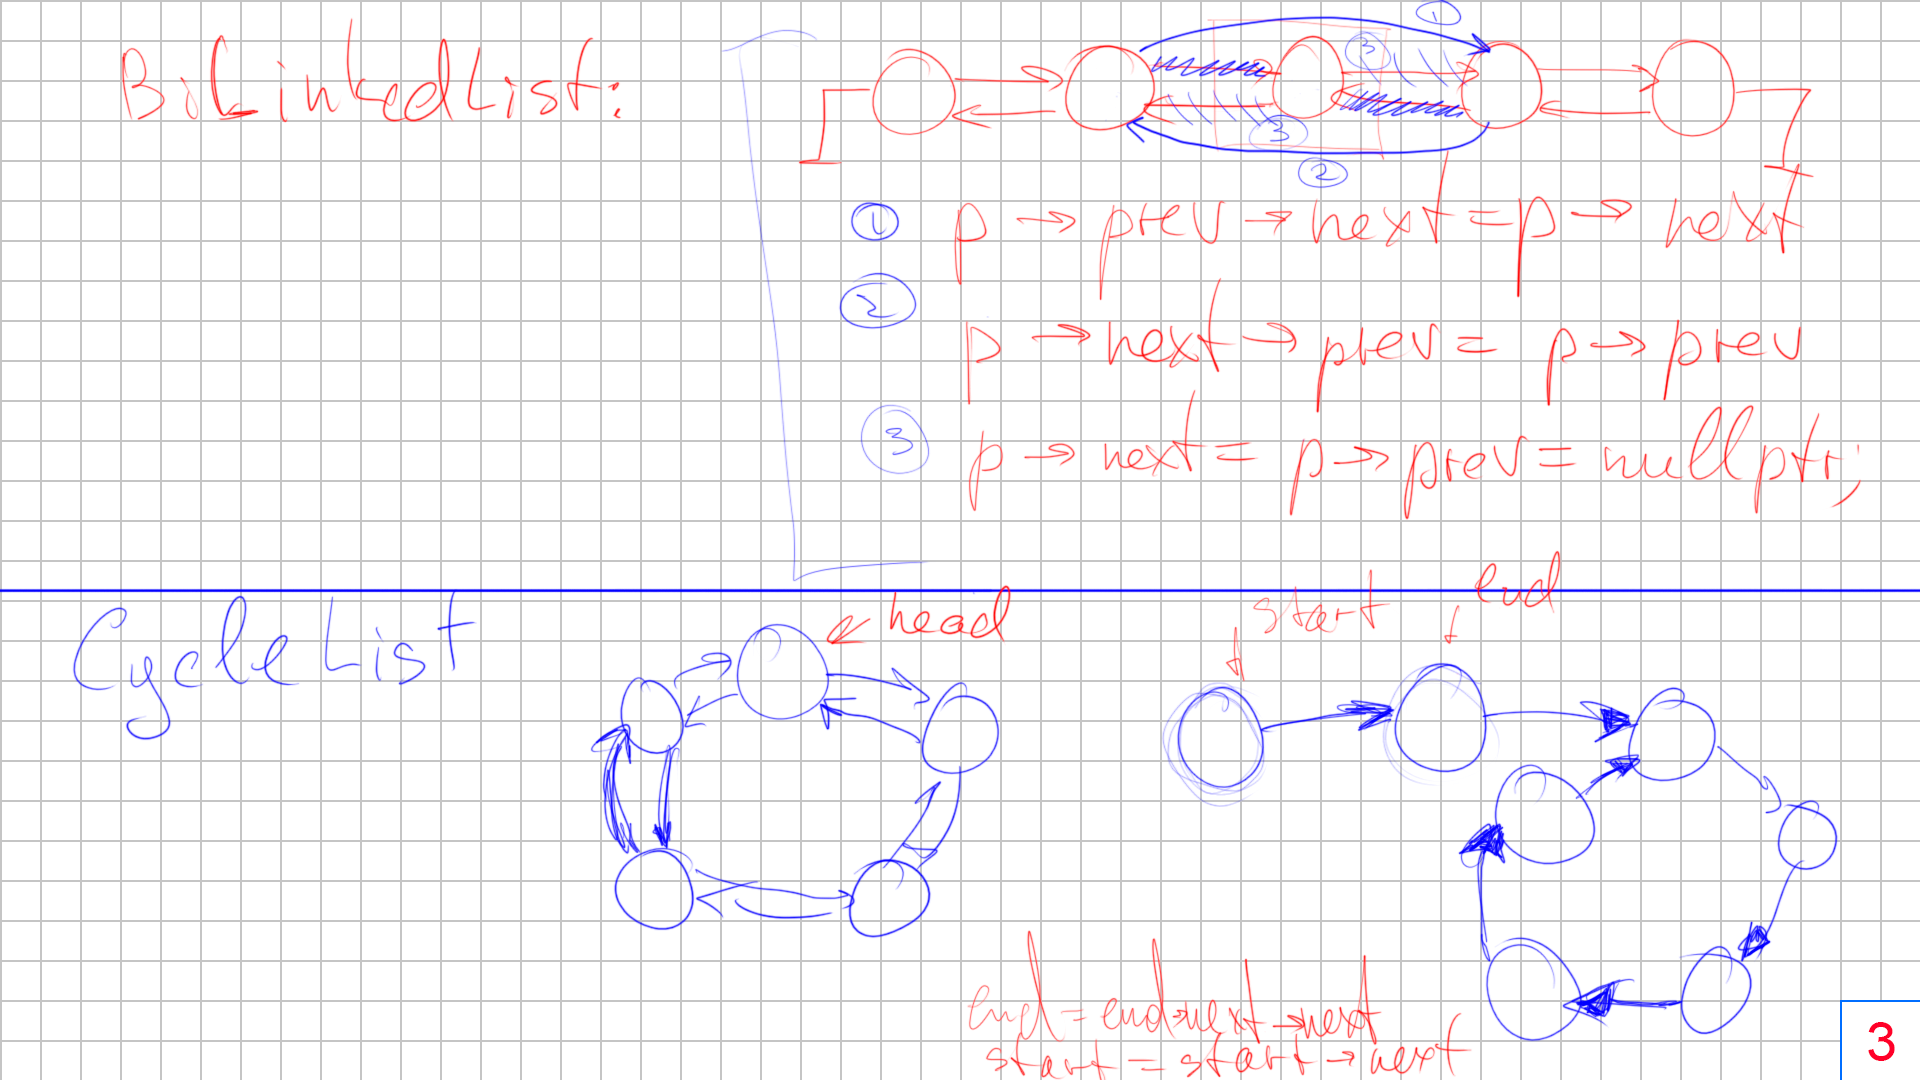 BiLinkedList:
① ③
③
②
① p → prev → next = p → next
② p → next → prev = p → prev
③ p → next = p → prev = nullptr;
CycleList
head
start
end
end = end → next → next
start = start → next
3